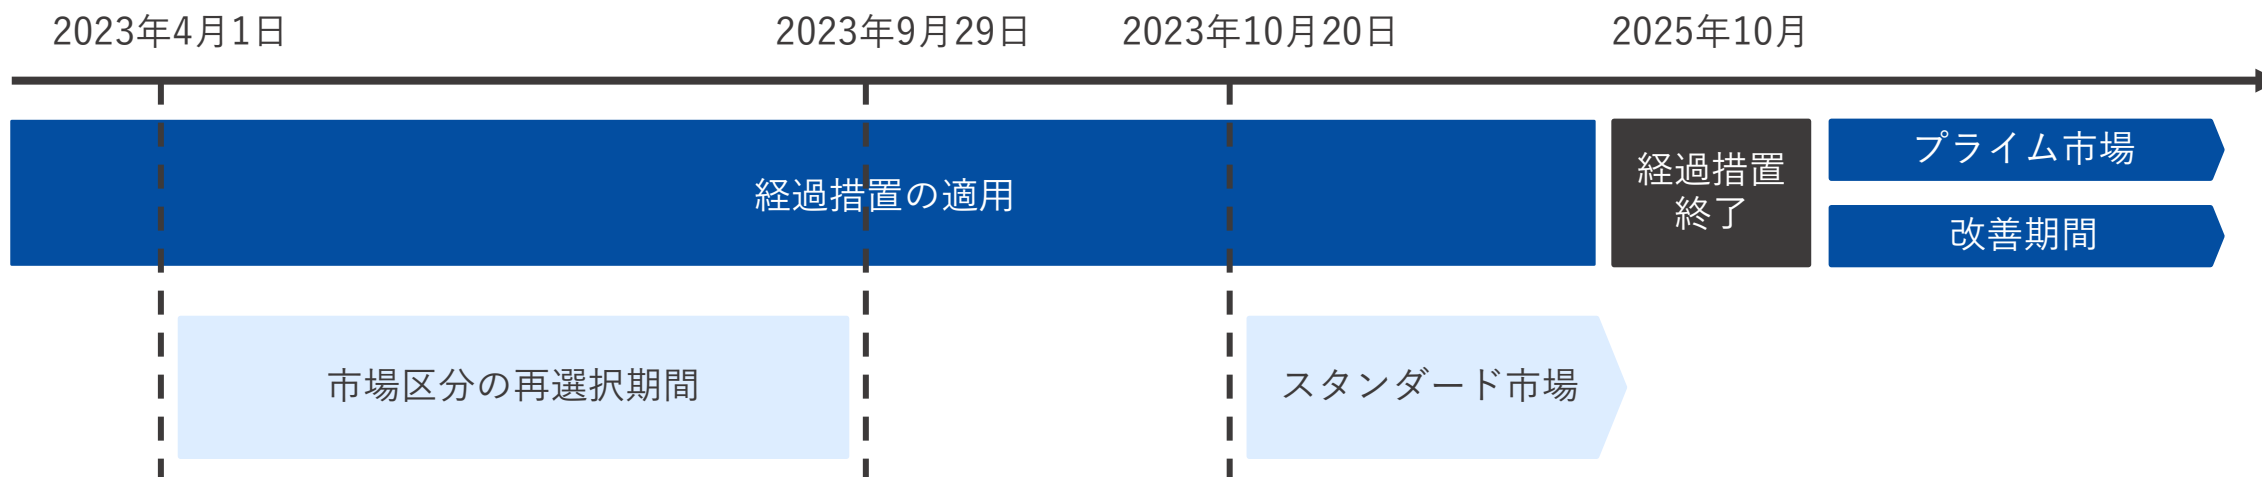 2023年4月1日
2023年9月29日
2023年10月20日
2025年10月
経過措置の適用
経過措置
終了
プライム市場
改善期間
市場区分の再選択期間
スタンダード市場